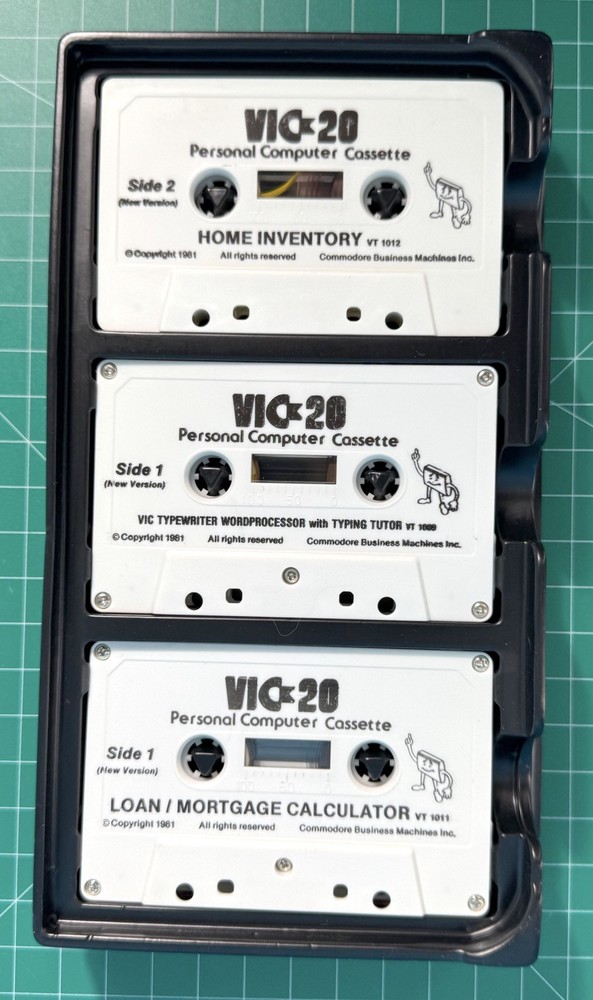 VIC 20
Personal Computer Cassette
Side 2
(New Version)
HOME INVENTORY VT 1012
© Copyright 1981 All rights reserved Commodore Business Machines Inc.
VIC 20
Personal Computer Cassette
Side 1
(New Version)
VIC TYPEWRITER WORDPROCESSOR with TYPING TUTOR VT
© Copyright 1981 All rights reserved Commodore Business Machines Inc.
VIC 20
Personal Computer Cassette
Side 1
(New Version)
LOAN / MORTGAGE CALCULATOR VT 1011
© Copyright 1981 All rights reserved Commodore Business Machines Inc.